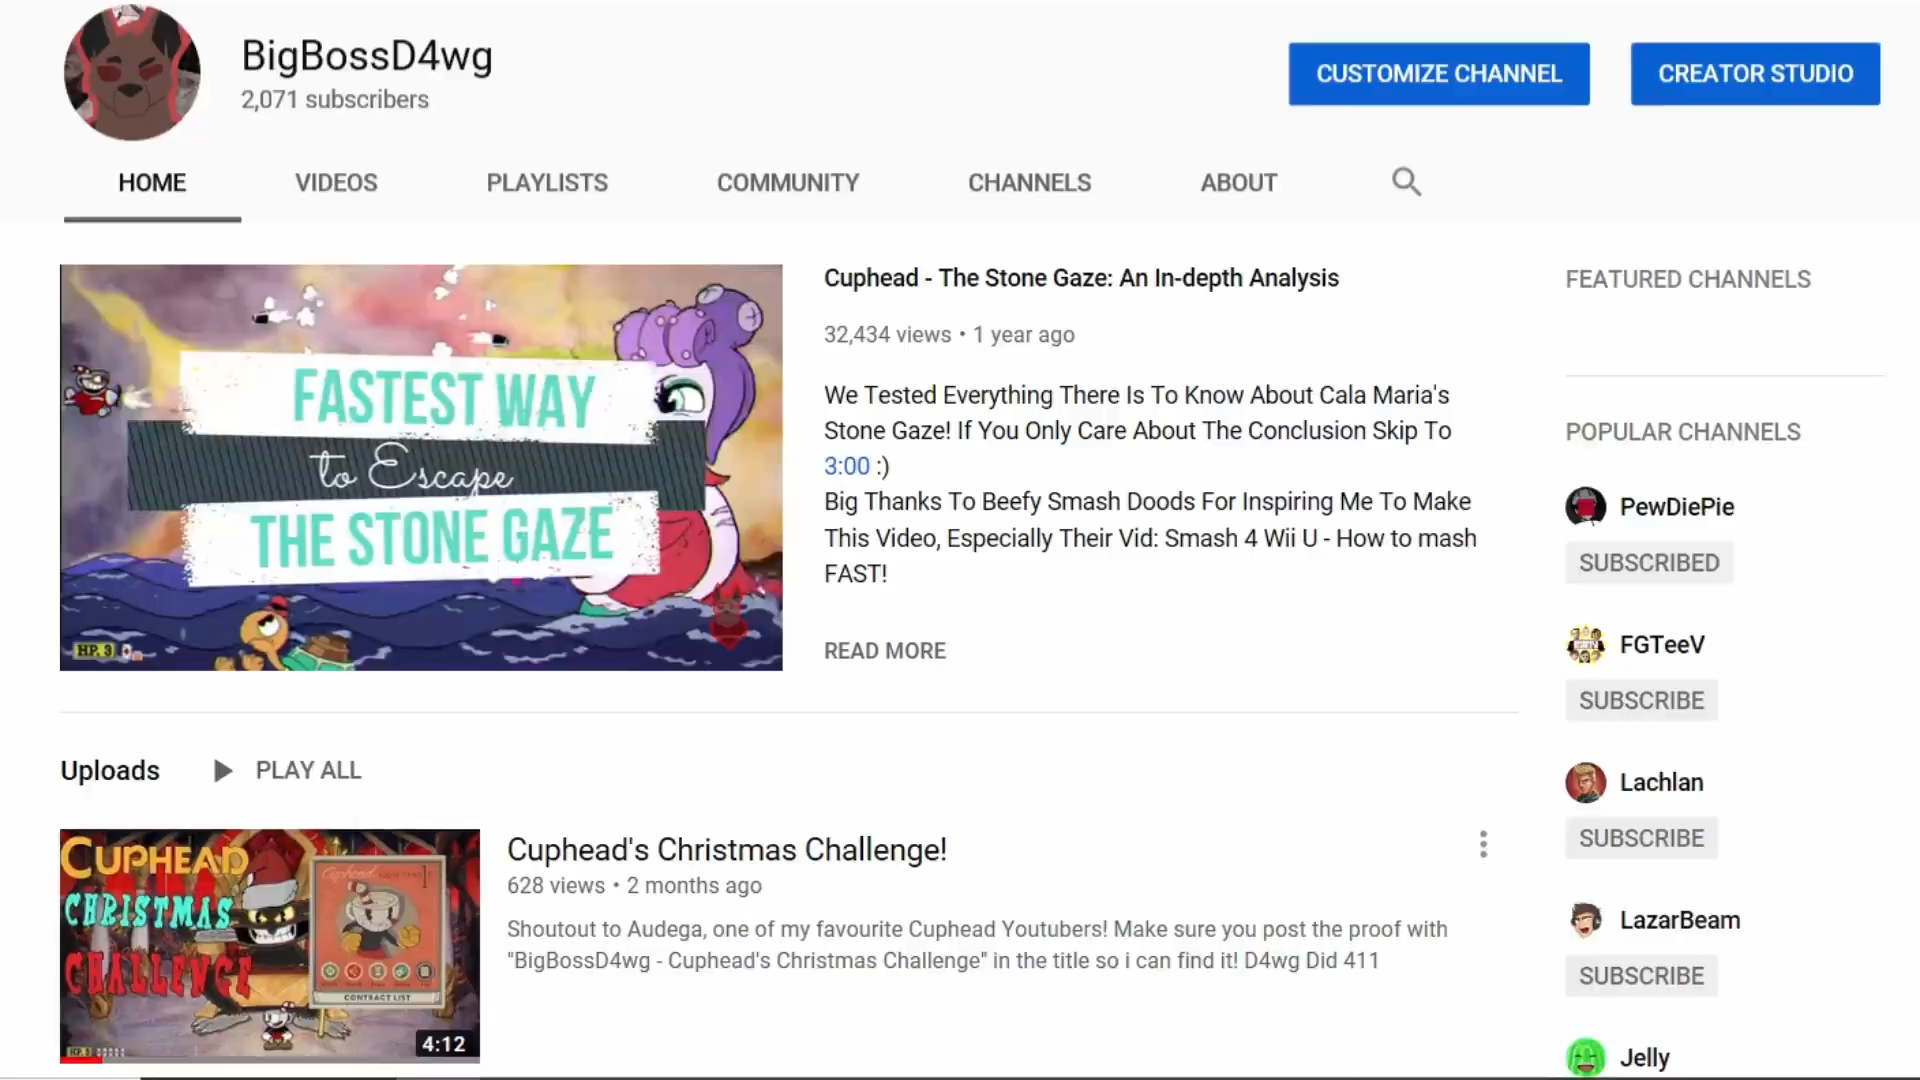 BigBossD4wg
2,071 subscribers
CUSTOMIZE CHANNEL
CREATOR STUDIO
HOME
VIDEOS
PLAYLISTS
COMMUNITY
CHANNELS
ABOUT
FASTEST WAY
to Escape
THE STONE GAZE
HP. 3
Cuphead - The Stone Gaze: An In-depth Analysis
32,434 views • 1 year ago
We Tested Everything There Is To Know About Cala Maria's
Stone Gaze! If You Only Care About The Conclusion Skip To
3:00 :)
Big Thanks To Beefy Smash Doods For Inspiring Me To Make
This Video, Especially Their Vid: Smash 4 Wii U - How to mash
FAST!
READ MORE
FEATURED CHANNELS
POPULAR CHANNELS
PewDiePie
SUBSCRIBED
FGTeeV
SUBSCRIBE
Lachlan
SUBSCRIBE
LazarBeam
SUBSCRIBE
Jelly
Uploads
PLAY ALL
CUPHEAD
CHRISTMAS
CHALLENGE
CONTRACT LIST
HP. 3
4:12
Cuphead's Christmas Challenge!
628 views • 2 months ago
Shoutout to Audega, one of my favourite Cuphead Youtubers! Make sure you post the proof with
"BigBossD4wg - Cuphead's Christmas Challenge" in the title so i can find it! D4wg Did 411